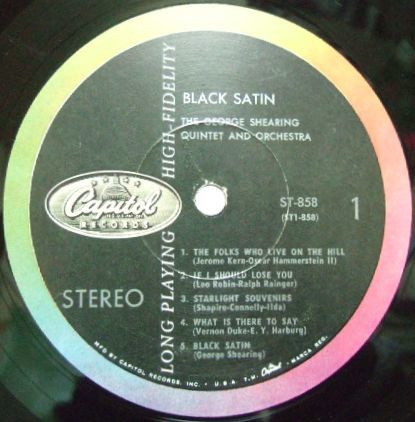 BLACK SATIN
THE GEORGE SHEARING
QUINTET AND ORCHESTRA
LONG PLAYING HIGH-FIDELITY
Capitol
RECORDS
STEREO
ST-858
(ST1-858)
1
1. THE FOLKS WHO LIVE ON THE HILL
(Jerome Kern-Oscar Hammerstein II)
2. IF I SHOULD LOSE YOU
(Leo Robin-Ralph Rainger)
3. STARLIGHT SOUVENIRS
(Shapiro-Connelly-Ilda)
4. WHAT IS THERE TO SAY
(Vernon Duke-E. Y. Harburg)
5. BLACK SATIN
(George Shearing)
MFD BY CAPITOL RECORDS, INC. • U.S.A. T.M. Capitol MARCA REG.